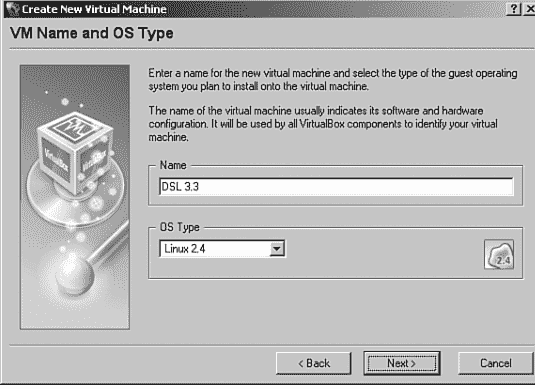 Create New Virtual Machine
VM Name and OS Type
Enter a name for the new virtual machine and select the type of the guest operating
system you plan to install onto the virtual machine.
The name of the virtual machine usually indicates its software and hardware
configuration. It will be used by all VirtualBox components to identify your virtual
machine.
Name
DSL 3.3
OS Type
Linux 2.4
2.4
VirtualBox
< Back
Next >
Cancel